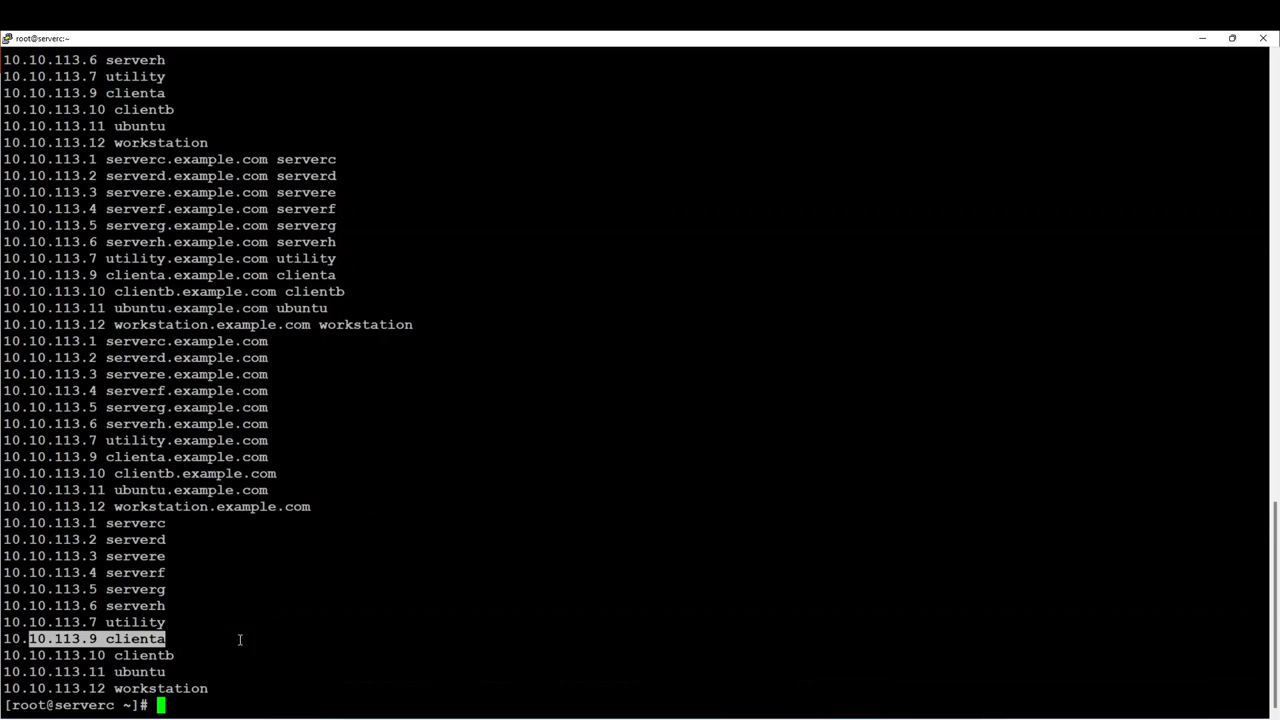 root@serverc:~
10.10.113.6 serverh
10.10.113.7 utility
10.10.113.9 clienta
10.10.113.10 clientb
10.10.113.11 ubuntu
10.10.113.12 workstation
10.10.113.1 serverc.example.com serverc
10.10.113.2 serverd.example.com serverd
10.10.113.3 servere.example.com servere
10.10.113.4 serverf.example.com serverf
10.10.113.5 serverg.example.com serverg
10.10.113.6 serverh.example.com serverh
10.10.113.7 utility.example.com utility
10.10.113.9 clienta.example.com clienta
10.10.113.10 clientb.example.com clientb
10.10.113.11 ubuntu.example.com ubuntu
10.10.113.12 workstation.example.com workstation
10.10.113.1 serverc.example.com
10.10.113.2 serverd.example.com
10.10.113.3 servere.example.com
10.10.113.4 serverf.example.com
10.10.113.5 serverg.example.com
10.10.113.6 serverh.example.com
10.10.113.7 utility.example.com
10.10.113.9 clienta.example.com
10.10.113.10 clientb.example.com
10.10.113.11 ubuntu.example.com
10.10.113.12 workstation.example.com
10.10.113.1 serverc
10.10.113.2 serverd
10.10.113.3 servere
10.10.113.4 serverf
10.10.113.5 serverg
10.10.113.6 serverh
10.10.113.7 utility
10.10.113.9 clienta
10.10.113.10 clientb
10.10.113.11 ubuntu
10.10.113.12 workstation
[root@serverc ~]#